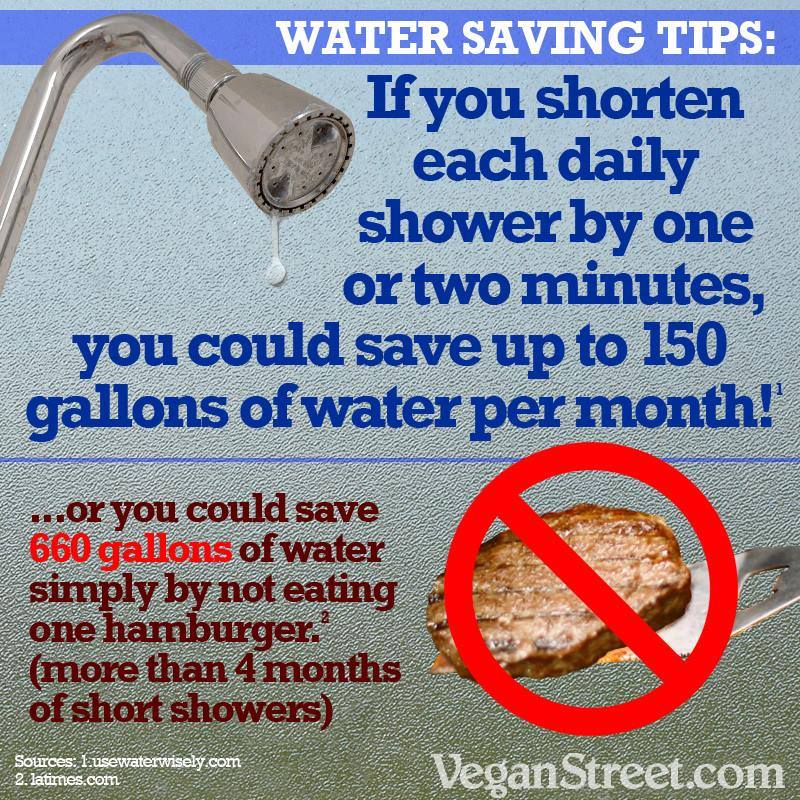 WATER SAVING TIPS:
If you shorten
each daily
shower by one
or two minutes,
you could save up to 150
gallons of water per month!¹
...or you could save
660 gallons of water
simply by not eating
one hamburger.²
(more than 4 months
of short showers)
Sources: 1.usewaterwisely.com
2. latimes.com
VeganStreet.com